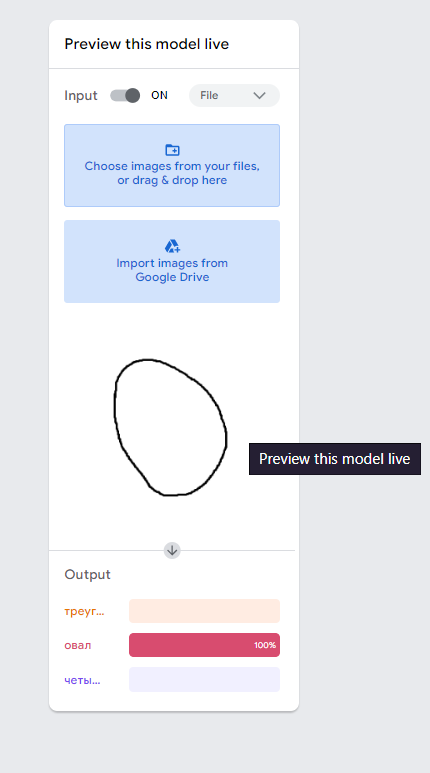 Preview this model live
Input ON File
Choose images from your files,
or drag & drop here
Import images from
Google Drive
Preview this model live
Output
треуг...
овал 100%
четы...